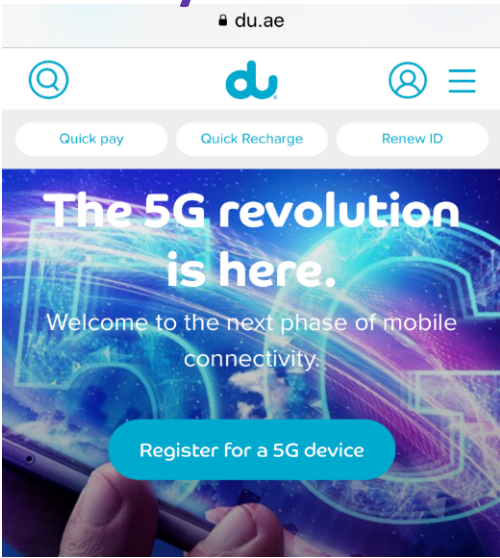 du.ae
du
Quick pay
Quick Recharge
Renew ID
The 5G revolution
is here.
Welcome to the next phase of mobile
connectivity.
5G
Register for a 5G device